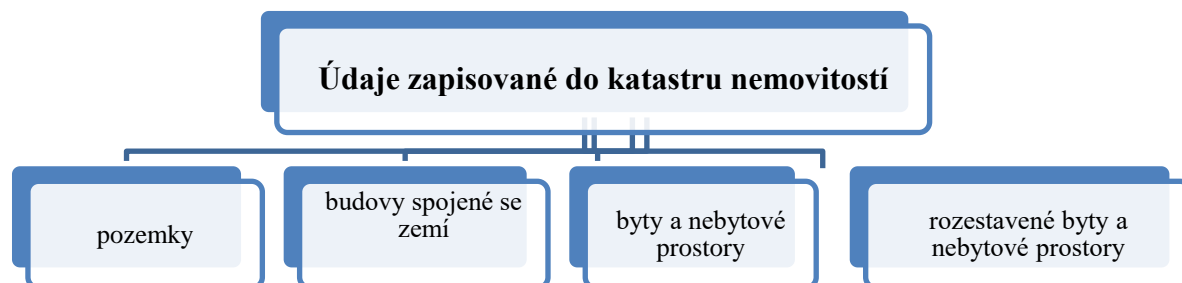 Údaje zapisované do katastru nemovitostí
pozemky
budovy spojené se
zemí
byty a nebytové
prostory
rozestavené byty a
nebytové prostory